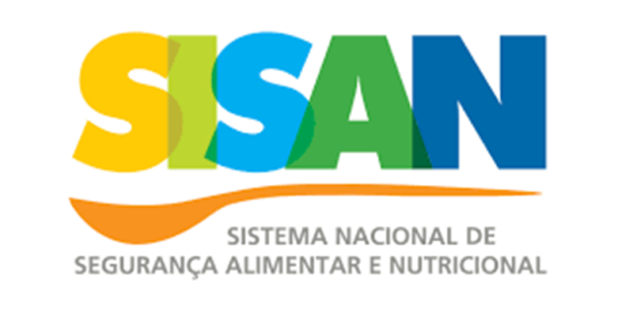 SISAN
SISTEMA NACIONAL DE
SEGURANÇA ALIMENTAR E NUTRICIONAL